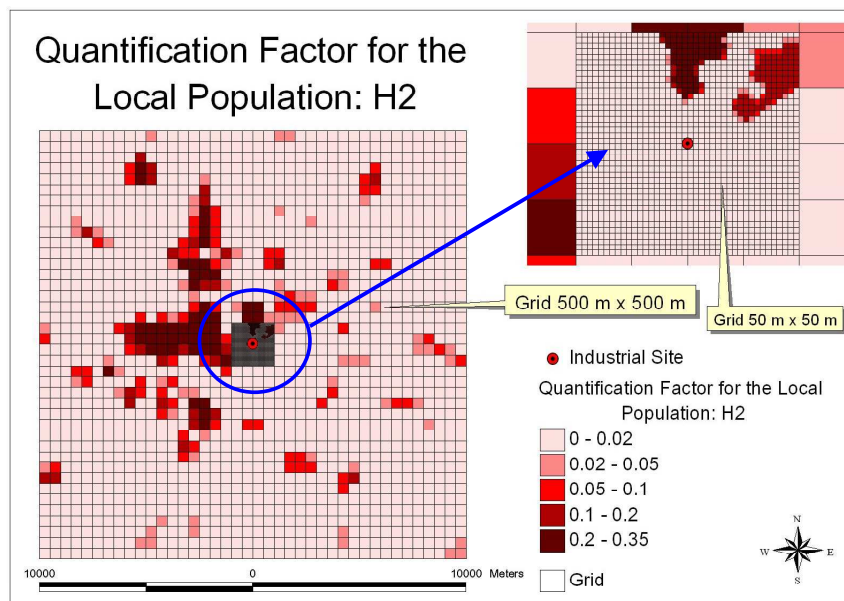 Quantification Factor for the
Local Population: H2
Grid 500 m x 500 m
Grid 50 m x 50 m
Industrial Site
Quantification Factor for the Local
Population: H2
0 - 0.02
0.02 - 0.05
0.05 - 0.1
0.1 - 0.2
0.2 - 0.35
Grid
N
W E
S
10000 0 10000 Meters